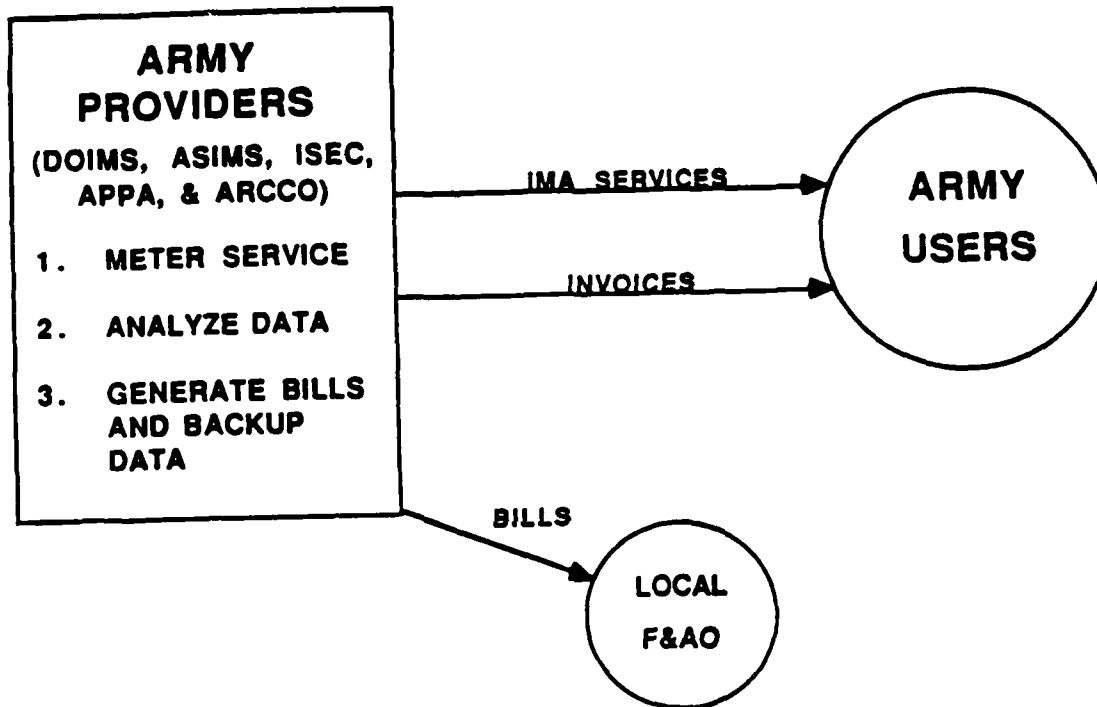 ARMY
PROVIDERS
(DOIMS, ASIMS, ISEC,
APPA, & ARCCO)
1. METER SERVICE
2. ANALYZE DATA
3. GENERATE BILLS
AND BACKUP
DATA
IMA SERVICES
INVOICES
ARMY
USERS
BILLS
LOCAL
F&AO